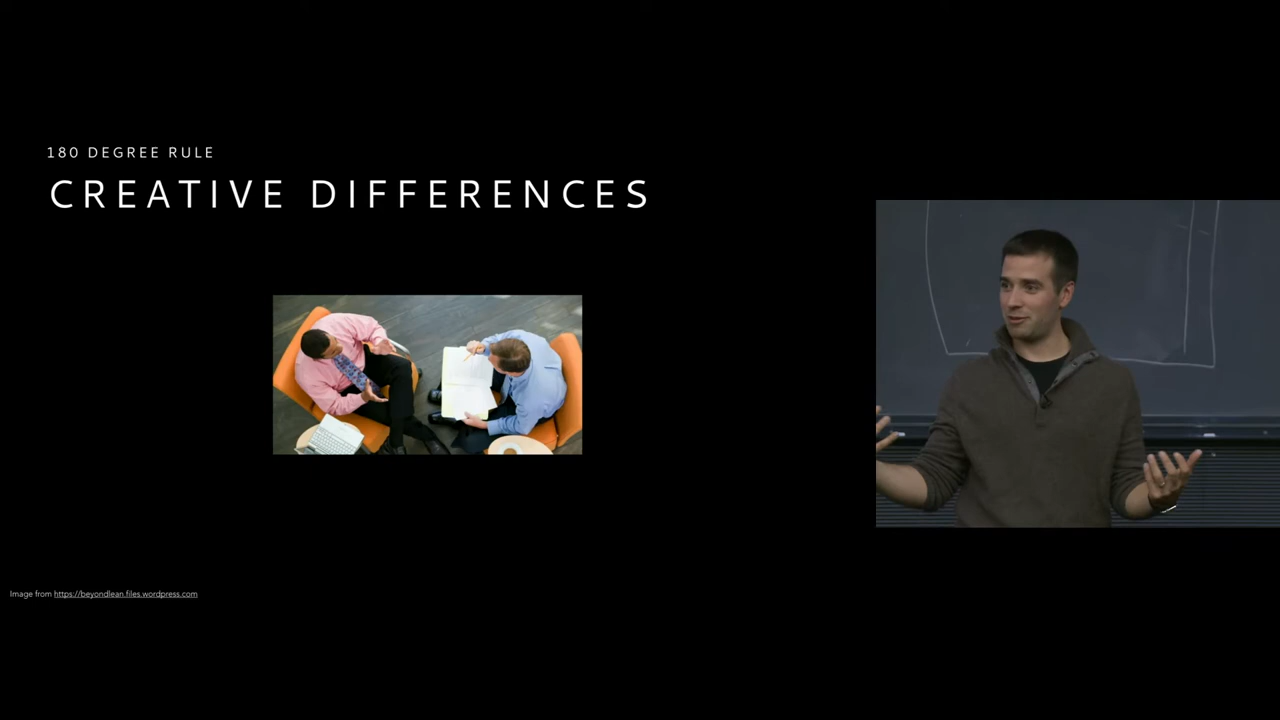 180 DEGREE RULE
CREATIVE DIFFERENCES
Image from https://beyondlean.files.wordpress.com